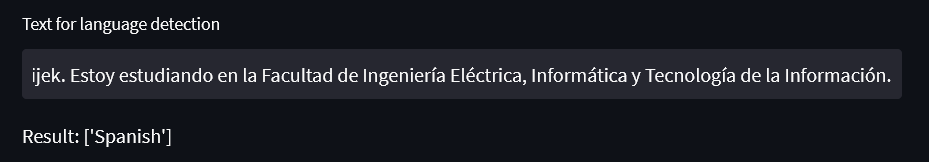 Text for language detection
ijek. Estoy estudiando en la Facultad de Ingeniería Eléctrica, Informática y Tecnología de la Información.
Result: ['Spanish']